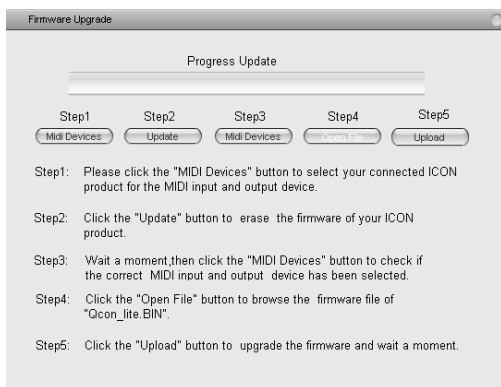 Firmware Upgrade
Progress Update
Step1 Step2 Step3 Step4 Step5
Midi Devices Update Midi Devices Open File Upload
Step1: Please click the "MIDI Devices" button to select your connected ICON
product for the MIDI input and output device.
Step2: Click the "Update" button to erase the firmware of your ICON
product.
Step3: Wait a moment,then click the "MIDI Devices" button to check if
the correct MIDI input and output device has been selected.
Step4: Click the "Open File" button to browse the firmware file of
"Qcon_lite.BIN".
Step5: Click the "Upload" button to upgrade the firmware and wait a moment.